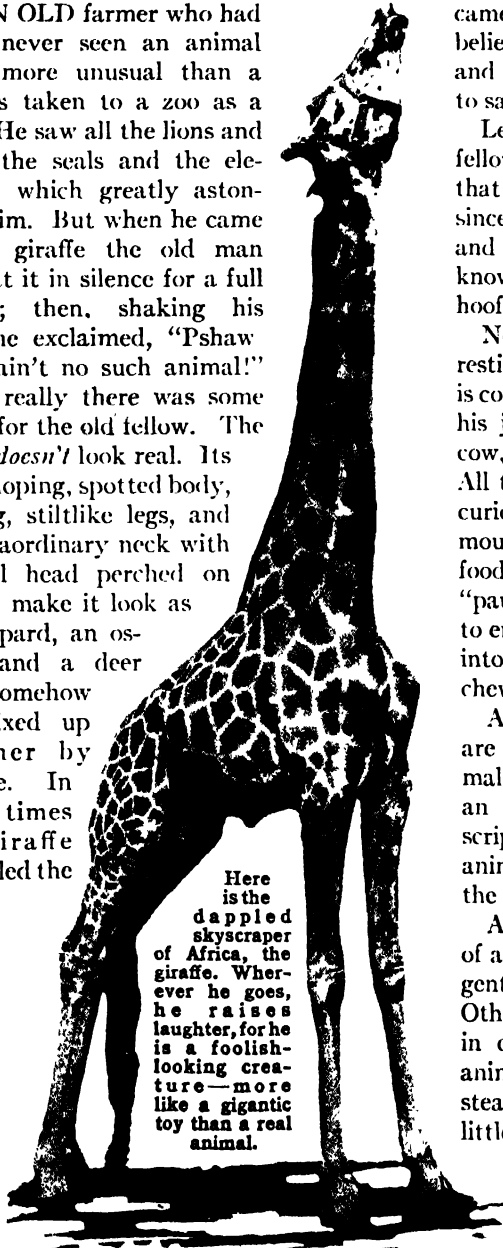 N OLD farmer who had
never seen an animal
more unusual than a
s taken to a zoo as a
He saw all the lions and
the seals and the ele-
which greatly aston-
im. But when he came
giraffe the old man
at it in silence for a full
; then, shaking his
he exclaimed, "Pshaw
ain't no such animal!"
really there was some
for the old fellow. The
doesn't look real. Its
loping, spotted body,
g, stiltlike legs, and
raordinary neck with
l head perched on
make it look as
pard, an os-
and a deer
omehow
ixed up
her by
e. In
times
iraffe
led the
Here
is the
dappled
skyscraper
of Africa, the
giraffe. Wher-
ever he goes,
he raises
laughter, for he
is a foolish-
looking crea-
ture—more
like a gigantic
toy than a real
animal.
came
belie
and
to sa
Le
fello
that
since
and
know
hoof
N
resti
is co
his j
cow,
All t
curi
mou
food
"pau
to e
into
chew
A
are
mal
an
scrip
anim
the
A
of a
gent
Oth
in c
anim
stea
littl